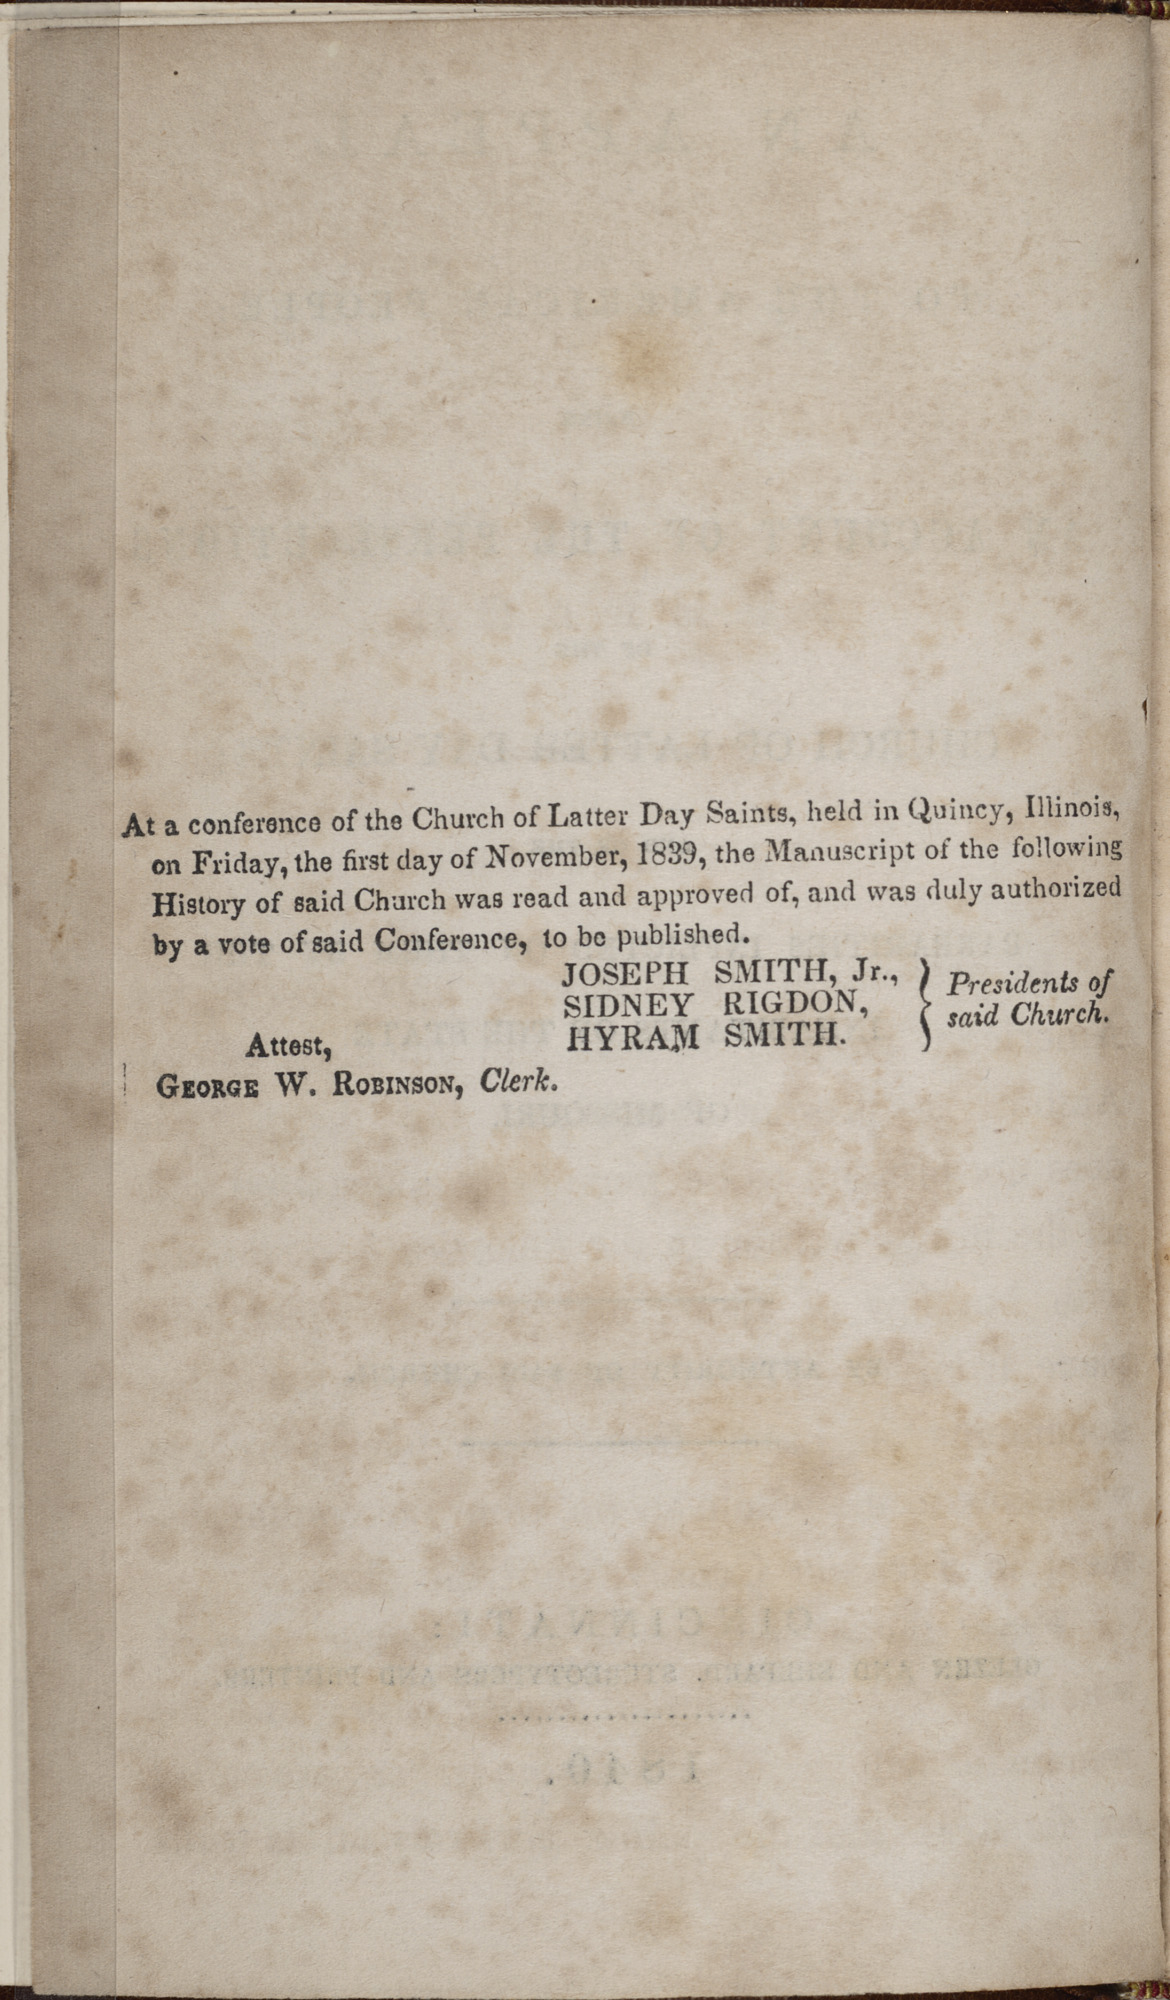 At a conference of the Church of Latter Day Saints, held in Quincy, Illinois,
on Friday, the first day of November, 1839, the Manuscript of the following
History of said Church was read and approved of, and was duly authorized
by a vote of said Conference, to be published.
JOSEPH SMITH, Jr.,
SIDNEY RIGDON,
HYRAM SMITH.
Presidents of
said Church.
Attest,
GEORGE W. ROBINSON, Clerk.